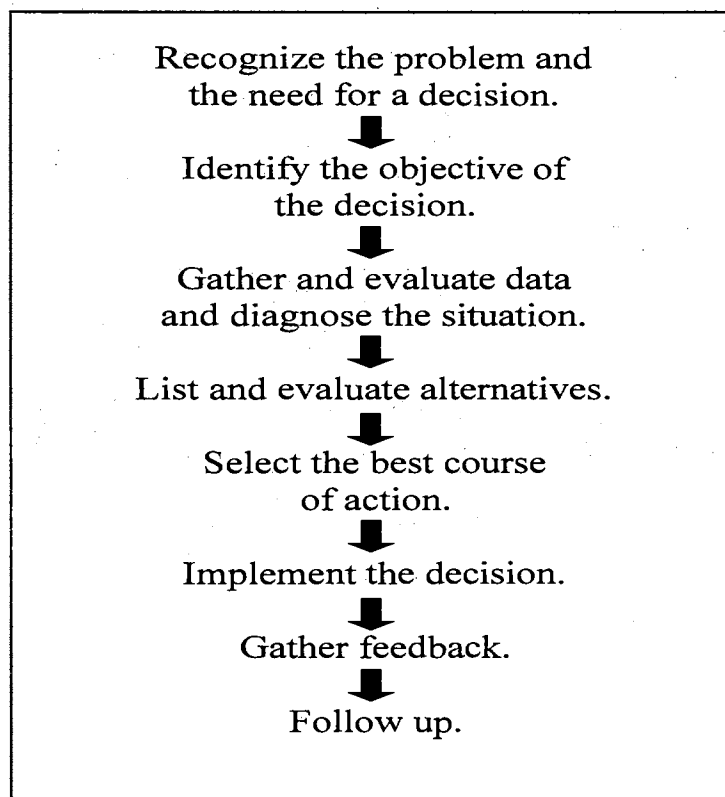 Recognize the problem and
the need for a decision.
Identify the objective of
the decision.
Gather and evaluate data
and diagnose the situation.
List and evaluate alternatives.
Select the best course
of action.
Implement the decision.
Gather feedback.
Follow up.